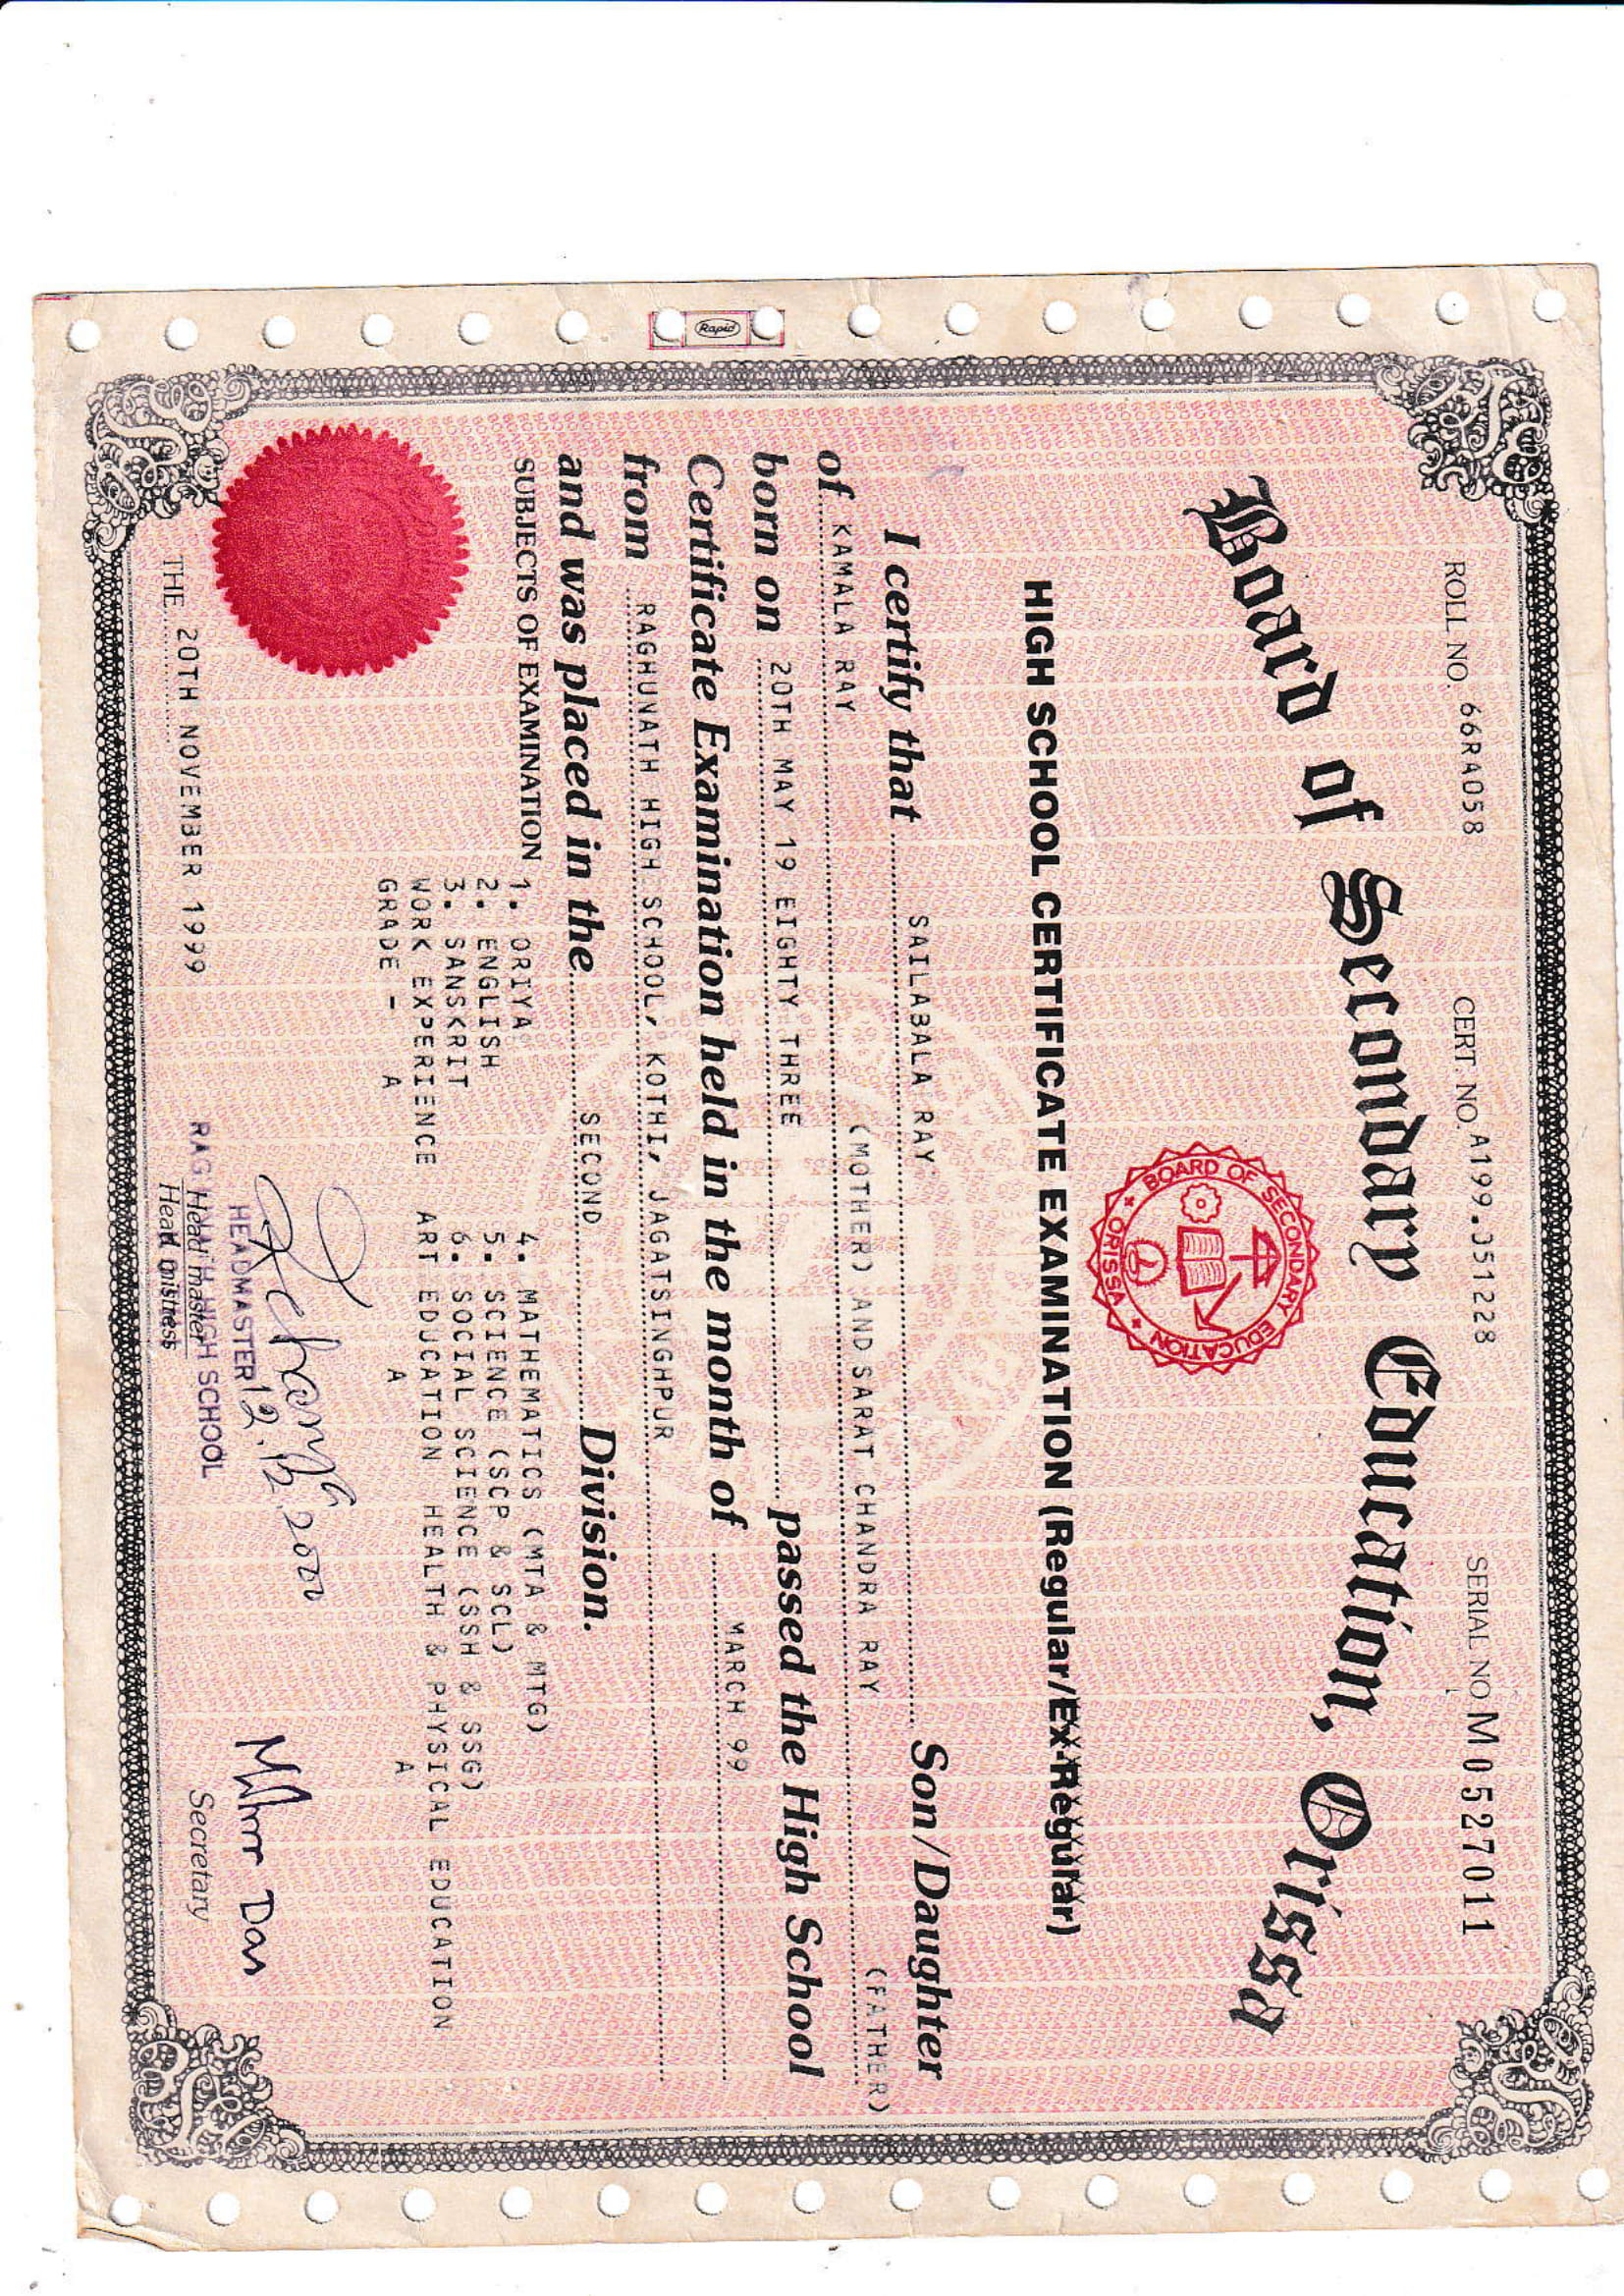 ROLL NO. 66RA058 CERT. NO. A199.351228 SERIAL NO M 0527011
Board of Secondary Education, Orissa
BOARD OF SECONDARY EDUCATION
ORISSA
HIGH SCHOOL CERTIFICATE EXAMINATION (Regular/Ex-Regular)
I certify that SAILABALA RAY Son/Daughter
of KAMALA RAY (MOTHER) AND SARAT CHANDRA RAY (FATHER)
born on 20TH MAY 19 EIGHTY THREE passed the High School
Certificate Examination held in the month of MARCH 99
from RAGHUNATH HIGH SCHOOL, KOTHI, JAGATSINGHPUR
and was placed in the SECOND Division.
SUBJECTS OF EXAMINATION 1. ORIYA 4. MATHEMATICS (MTA & MTG)
2. ENGLISH 5. SCIENCE (SCP & SCL)
3. SANSKRIT 6. SOCIAL SCIENCE (SSH & SSG)
WORK EXPERIENCE ART EDUCATION HEALTH & PHYSICAL EDUCATION
GRADE - A A A
12.12.2000
HEADMASTER
RAGHUNATH HIGH SCHOOL
THE 20TH NOVEMBER 1999 Head master
Head mistress
Secretary
Rapid